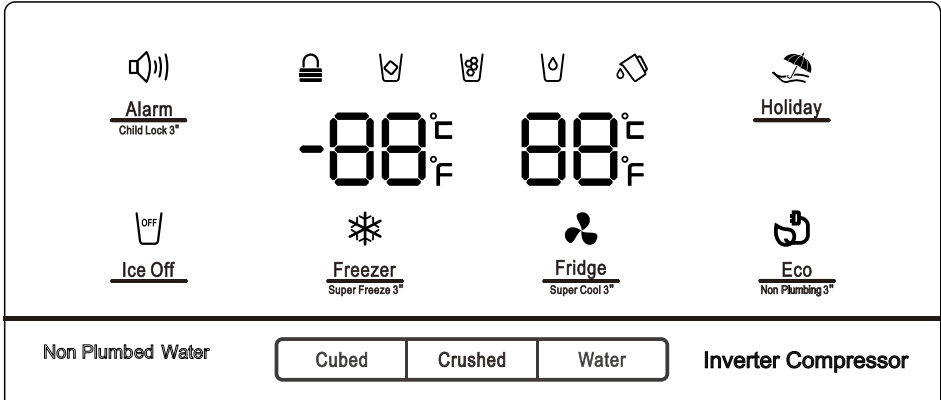 Alarm
Child Lock 3"
-88°C
°F
88°C
°F
Holiday
OFF
Ice Off
Freezer
Super Freeze 3"
Fridge
Super Cool 3"
Eco
Non Plumbing 3"
Non Plumbed Water
Cubed
Crushed
Water
Inverter Compressor